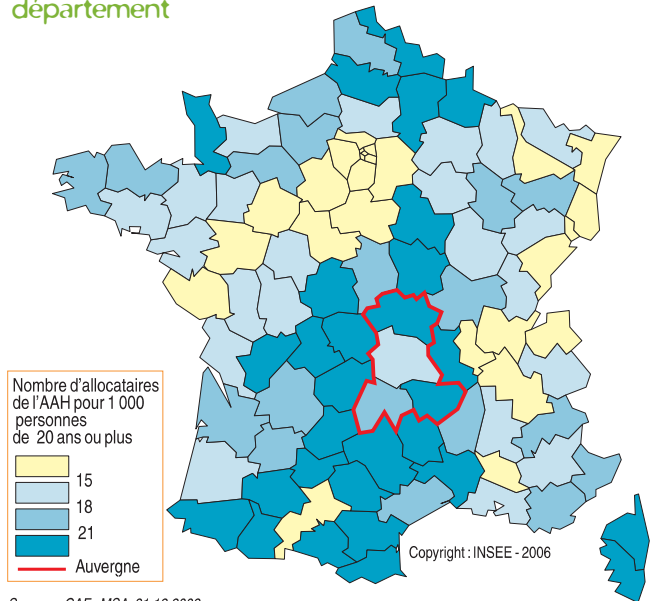 département
Nombre d'allocataires
de l'AAH pour 1 000
personnes
de 20 ans ou plus
15
18
21
Auvergne
Copyright : INSEE - 2006